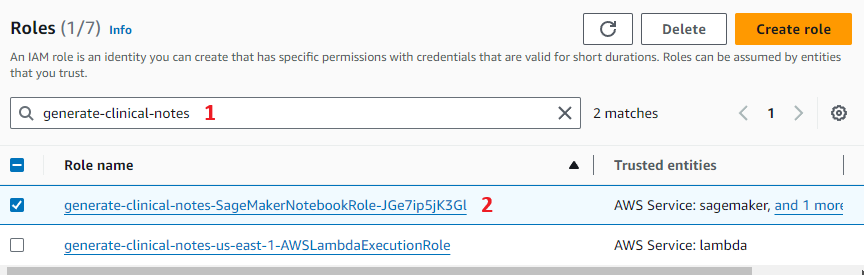 Roles (1/7) Info
Delete
Create role
An IAM role is an identity you can create that has specific permissions with credentials that are valid for short durations. Roles can be assumed by entities
that you trust.
generate-clinical-notes 1
2 matches
1
Role name
Trusted entities
generate-clinical-notes-SageMakerNotebookRole-JGe7ip5jK3Gl 2
AWS Service: sagemaker, and 1 more
generate-clinical-notes-us-east-1-AWSLambdaExecutionRole
AWS Service: lambda